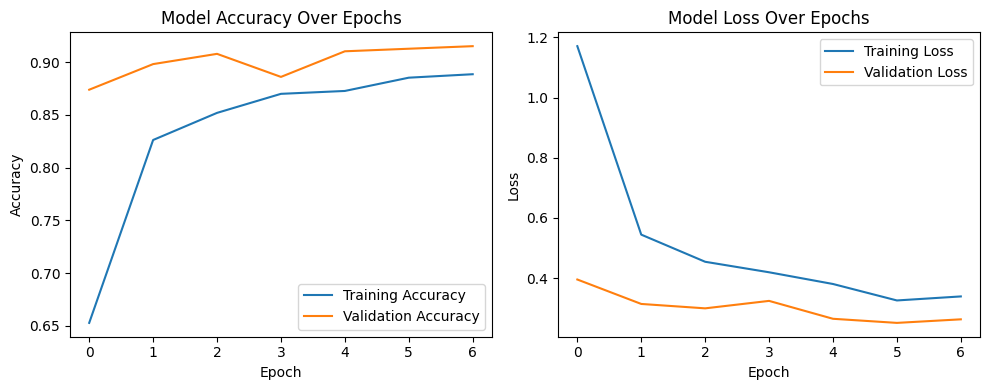 Model Accuracy Over Epochs
Accuracy
0.90
0.85
0.80
0.75
0.70
0.65
Training Accuracy
Validation Accuracy
0 1 2 3 4 5 6
Epoch
Model Loss Over Epochs
Loss
1.2
1.0
0.8
0.6
0.4
Training Loss
Validation Loss
0 1 2 3 4 5 6
Epoch